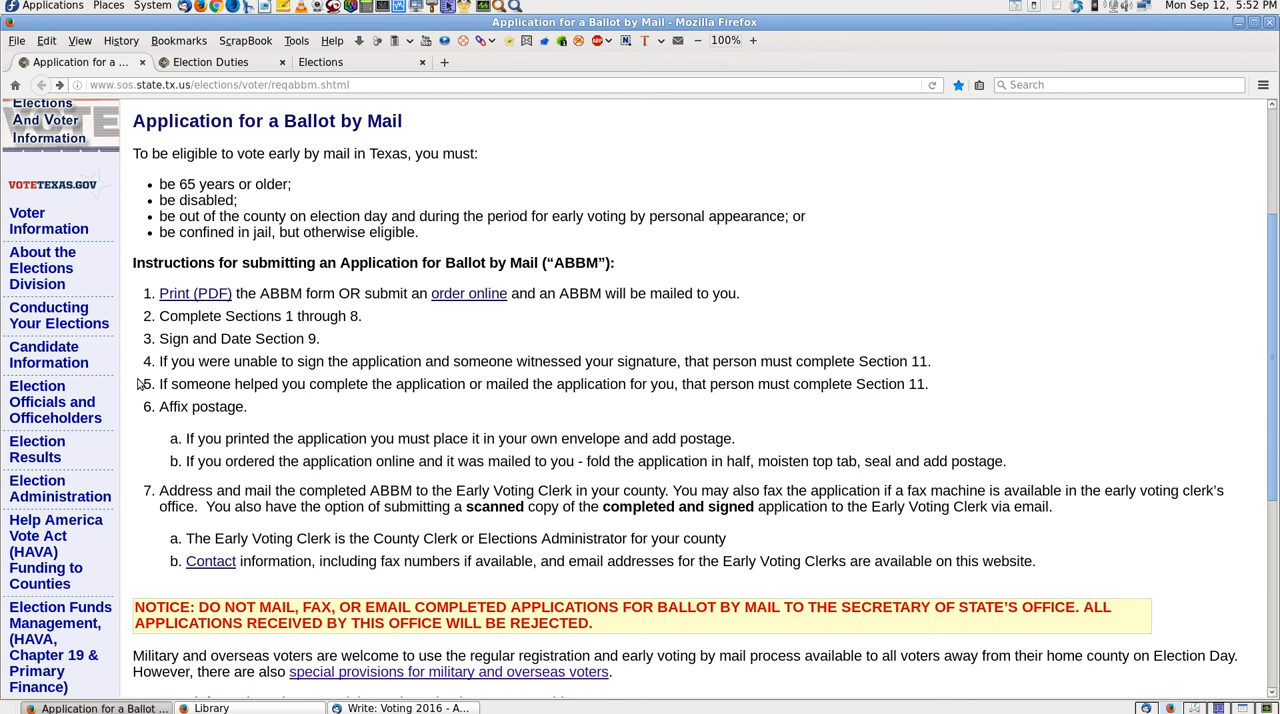 Applications Places System Mon Sep 12, 5:52 PM
Application for a Ballot by Mail - Mozilla Firefox
File Edit View History Bookmarks ScrapBook Tools Help 100%
Application for a ... × Election Duties × Elections × +
www.sos.state.tx.us/elections/voter/reqabbm.shtml Search
Elections
And Voter
Information
VOTETEXAS.GOV
Voter
Information
About the
Elections
Division
Conducting
Your Elections
Candidate
Information
Election
Officials and
Officeholders
Election
Results
Election
Administration
Help America
Vote Act
(HAVA)
Funding to
Counties
Election Funds
Management,
(HAVA,
Chapter 19 &
Primary
Finance)
Application for a Ballot by Mail
To be eligible to vote early by mail in Texas, you must:
• be 65 years or older;
• be disabled;
• be out of the county on election day and during the period for early voting by personal appearance; or
• be confined in jail, but otherwise eligible.
Instructions for submitting an Application for Ballot by Mail (“ABBM”):
1. Print (PDF) the ABBM form OR submit an order online and an ABBM will be mailed to you.
2. Complete Sections 1 through 8.
3. Sign and Date Section 9.
4. If you were unable to sign the application and someone witnessed your signature, that person must complete Section 11.
5. If someone helped you complete the application or mailed the application for you, that person must complete Section 11.
6. Affix postage.
a. If you printed the application you must place it in your own envelope and add postage.
b. If you ordered the application online and it was mailed to you - fold the application in half, moisten top tab, seal and add postage.
7. Address and mail the completed ABBM to the Early Voting Clerk in your county. You may also fax the application if a fax machine is available in the early voting clerk’s
office. You also have the option of submitting a scanned copy of the completed and signed application to the Early Voting Clerk via email.
a. The Early Voting Clerk is the County Clerk or Elections Administrator for your county
b. Contact information, including fax numbers if available, and email addresses for the Early Voting Clerks are available on this website.
NOTICE: DO NOT MAIL, FAX, OR EMAIL COMPLETED APPLICATIONS FOR BALLOT BY MAIL TO THE SECRETARY OF STATE’S OFFICE. ALL
APPLICATIONS RECEIVED BY THIS OFFICE WILL BE REJECTED.
Military and overseas voters are welcome to use the regular registration and early voting by mail process available to all voters away from their home county on Election Day.
However, there are also special provisions for military and overseas voters.
Application for a Ballot ... Library Write: Voting 2016 - A...